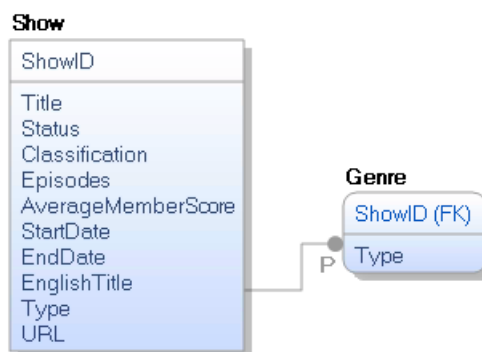 Show
ShowID
Title
Status
Classification
Episodes
AverageMemberScore
StartDate
EndDate
EnglishTitle
Type
URL
Genre
ShowID (FK)
Type
P